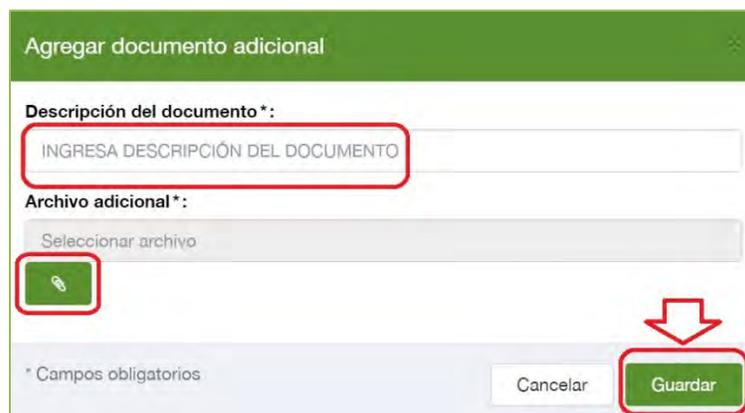 Agregar documento adicional
Descripción del documento*:
INGRESA DESCRIPCIÓN DEL DOCUMENTO
Archivo adicional*:
Seleccionar archivo
* Campos obligatorios
Cancelar
Guardar